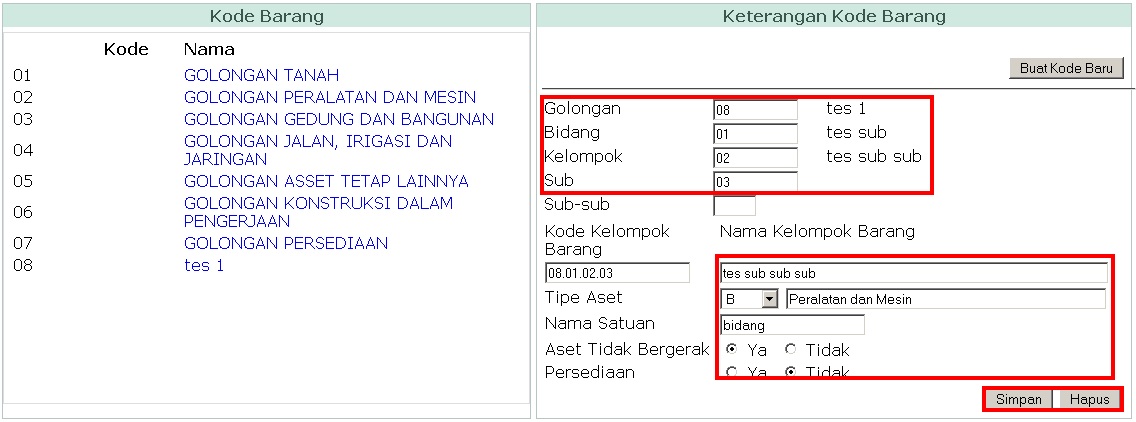 Kode Barang
Kode Nama
01 GOLONGAN TANAH
02 GOLONGAN PERALATAN DAN MESIN
03 GOLONGAN GEDUNG DAN BANGUNAN
04 GOLONGAN JALAN, IRIGASI DAN
JARINGAN
05 GOLONGAN ASSET TETAP LAINNYA
06 GOLONGAN KONSTRUKSI DALAM
PENGERJAAN
07 GOLONGAN PERSEDIAAN
08 tes 1
Keterangan Kode Barang
Buat Kode Baru
Golongan 08 tes 1
Bidang 01 tes sub
Kelompok 02 tes sub sub
Sub 03
Sub-sub
Kode Kelompok Nama Kelompok Barang
Barang
08.01.02.03 tes sub sub sub
Tipe Aset B Peralatan dan Mesin
Nama Satuan bidang
Aset Tidak Bergerak Ya Tidak
Persediaan Ya Tidak
Simpan Hapus